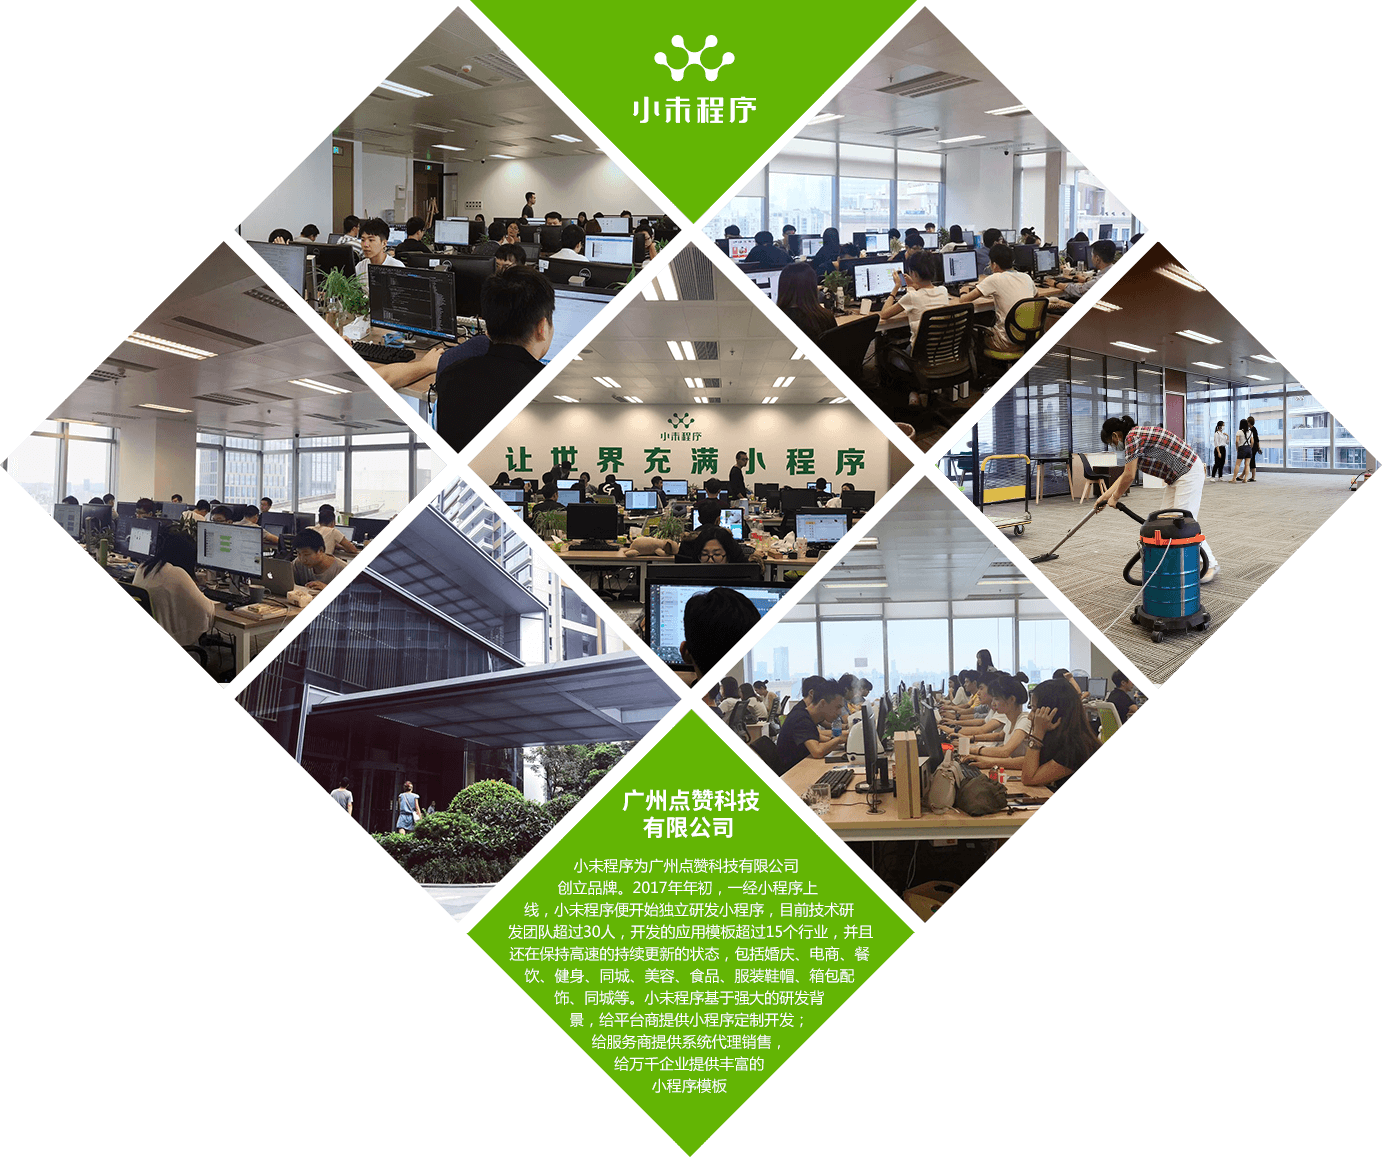 小未程序
小未程序
让世界充满小程序
广州点赞科技
有限公司
小未程序为广州点赞科技有限公司
创立品牌。2017年年初，一经小程序上
线，小未程序便开始独立研发小程序，目前技术研
发团队超过30人，开发的应用模板超过15个行业，并且
还在保持高速的持续更新的状态，包括婚庆、电商、餐
饮、健身、同城、美容、食品、服装鞋帽、箱包配
饰、同城等。小未程序基于强大的研发背
景，给平台商提供小程序定制开发；
给服务商提供系统代理销售，
给万千企业提供丰富的
小程序模板